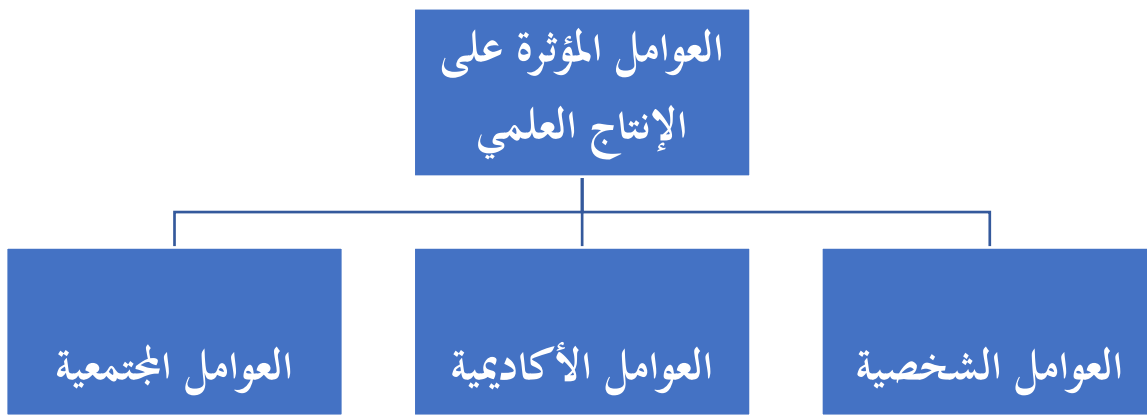 العوامل المؤثرة على
الإنتاج العلمي
العوامل الشخصية
العوامل الأكاديمية
العوامل المجتمعية